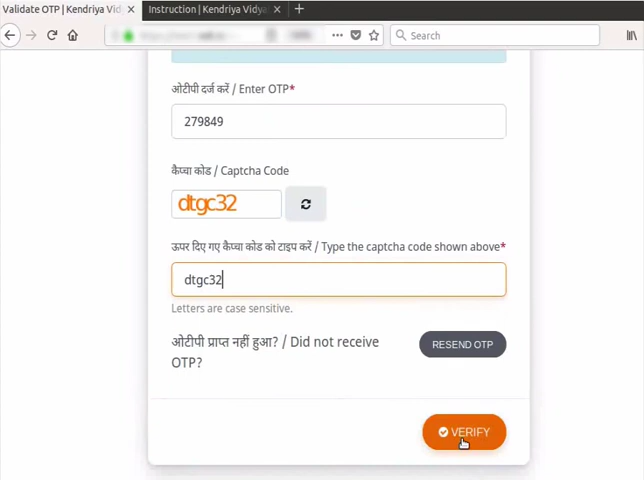 Validate OTP | Kendriya Vidy
Instruction | Kendriya Vidya
Search
ओटीपी दर्ज करें / Enter OTP*
279849
कैप्चा कोड / Captcha Code
dtgc32
ऊपर दिए गए कैप्चा कोड को टाइप करें / Type the captcha code shown above*
dtgc32
Letters are case sensitive.
ओटीपी प्राप्त नहीं हुआ? / Did not receive
OTP?
RESEND OTP
VERIFY